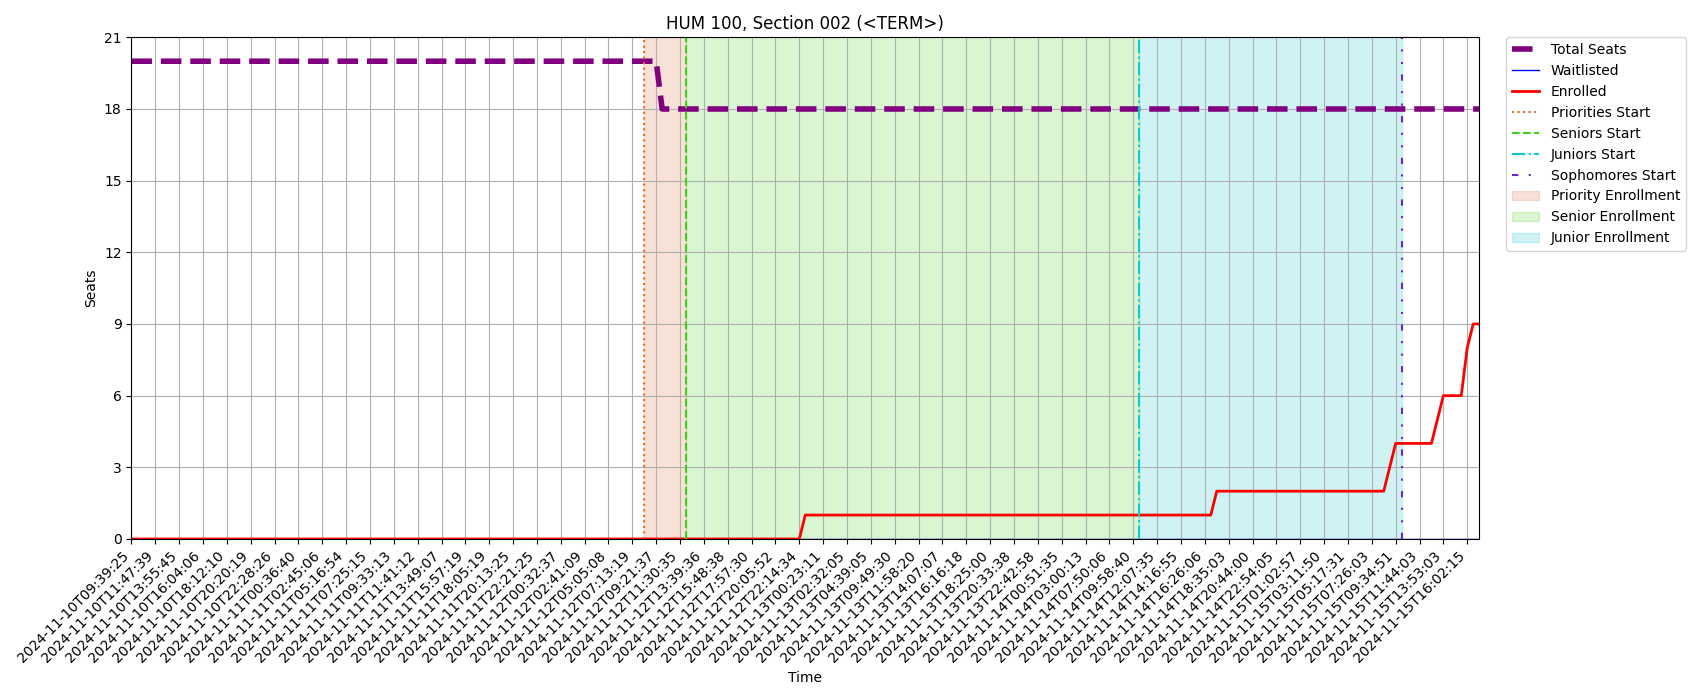 HUM 100, Section 002 (<TERM>)
21
18
15
12
9
6
3
0
Seats
2024-11-10T09:39:25
2024-11-10T11:47:39
2024-11-10T13:55:45
2024-11-10T16:04:06
2024-11-10T18:12:10
2024-11-10T20:20:19
2024-11-10T22:28:26
2024-11-11T00:36:40
2024-11-11T02:45:06
2024-11-11T05:16:54
2024-11-11T07:25:15
2024-11-11T09:33:13
2024-11-11T11:41:12
2024-11-11T13:49:07
2024-11-11T15:57:19
2024-11-11T18:05:19
2024-11-11T20:13:25
2024-11-11T22:21:25
2024-11-12T00:32:37
2024-11-12T02:41:09
2024-11-12T05:05:08
2024-11-12T07:13:19
2024-11-12T09:21:37
2024-11-12T11:30:35
2024-11-12T13:39:36
2024-11-12T15:48:38
2024-11-12T17:57:30
2024-11-12T20:05:52
2024-11-12T22:14:34
2024-11-13T00:23:11
2024-11-13T02:32:05
2024-11-13T04:39:05
2024-11-13T09:49:30
2024-11-13T11:58:20
2024-11-13T14:07:07
2024-11-13T16:16:18
2024-11-13T18:25:00
2024-11-13T20:33:38
2024-11-13T22:42:58
2024-11-14T00:51:35
2024-11-14T03:00:13
2024-11-14T07:50:06
2024-11-14T09:58:40
2024-11-14T12:07:35
2024-11-14T14:16:55
2024-11-14T16:26:06
2024-11-14T18:35:03
2024-11-14T20:44:00
2024-11-14T22:54:05
2024-11-15T01:02:57
2024-11-15T03:11:50
2024-11-15T05:17:31
2024-11-15T07:26:03
2024-11-15T09:34:51
2024-11-15T11:44:03
2024-11-15T13:53:03
2024-11-15T16:02:15
Time
Total Seats
Waitlisted
Enrolled
Priorities Start
Seniors Start
Juniors Start
Sophomores Start
Priority Enrollment
Senior Enrollment
Junior Enrollment